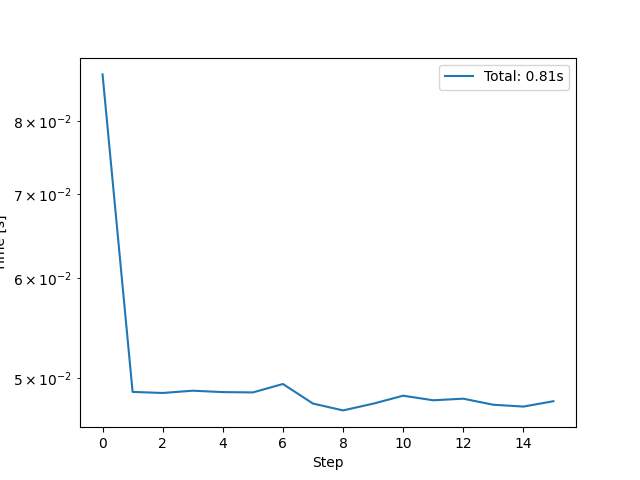 Total: 0.81s
8 × 10⁻²
7 × 10⁻²
6 × 10⁻²
5 × 10⁻²
[s]
0 2 4 6 8 10 12 14
Step